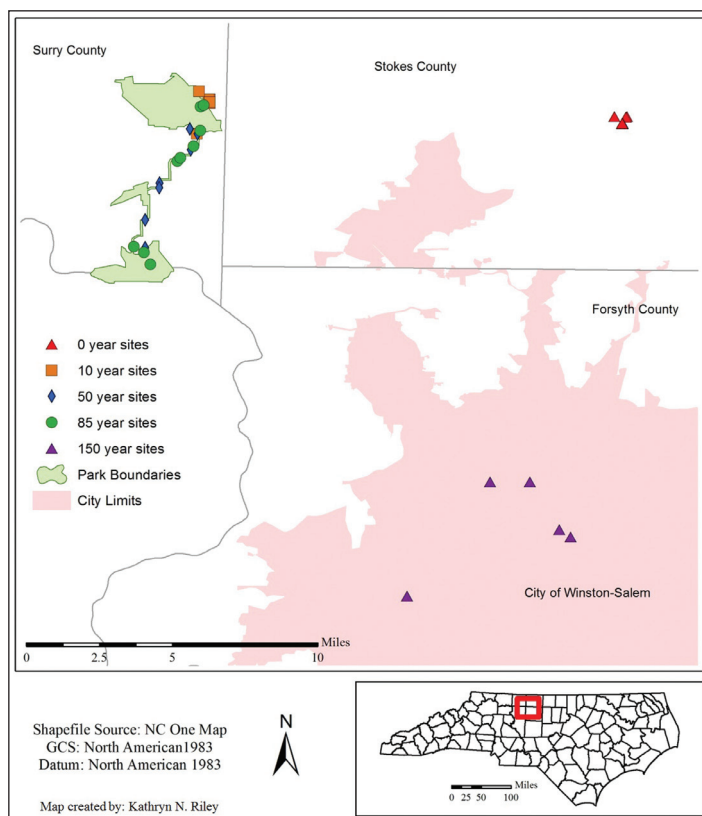 Surry County
Stokes County
Forsyth County
0 year sites
10 year sites
50 year sites
85 year sites
150 year sites
Park Boundaries
City Limits
City of Winston-Salem
Miles
0 2.5 5 10
Shapefile Source: NC One Map
GCS: North American1983
Datum: North American 1983
Map created by: Kathryn N. Riley
N
Miles
0 25 50 100